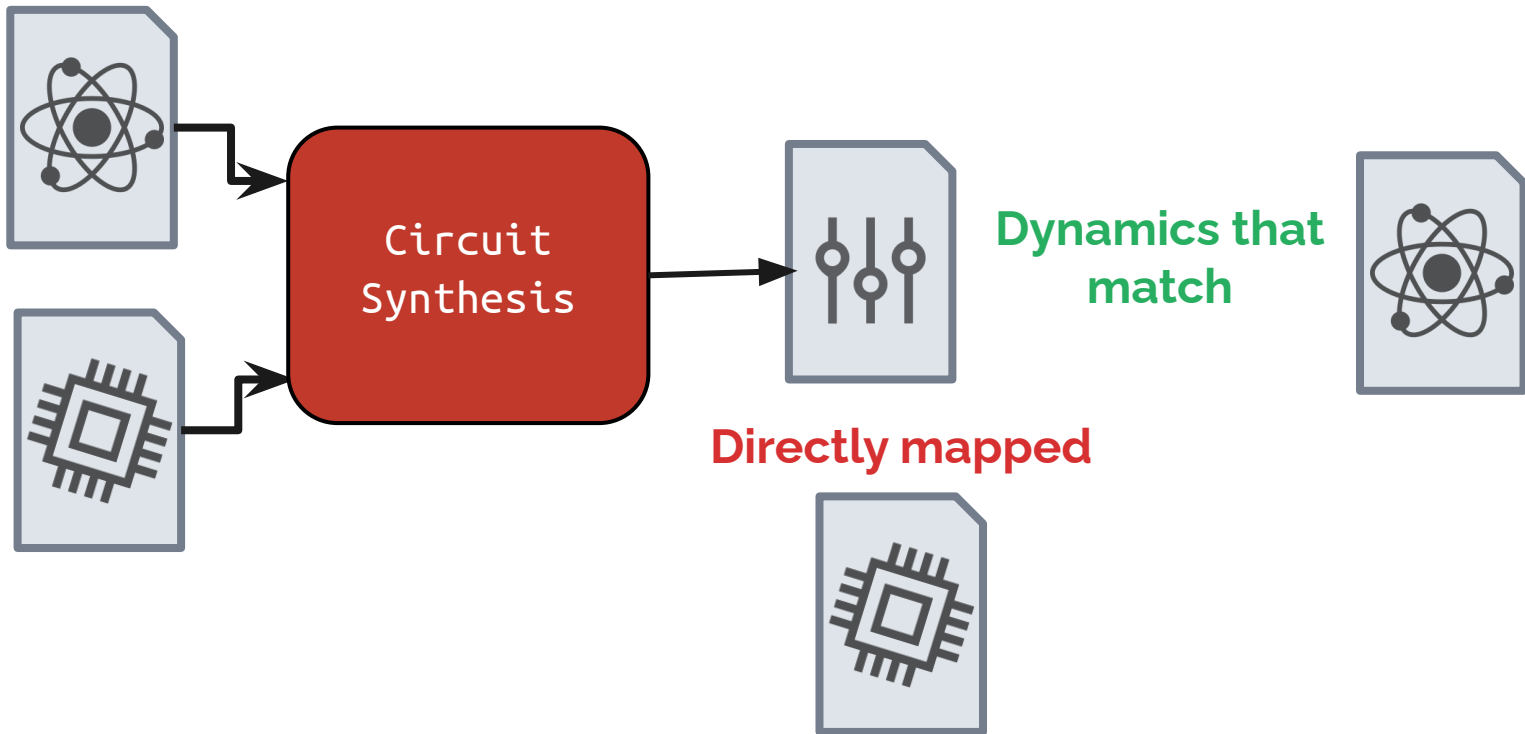 Circuit
Synthesis
Dynamics that
match
Directly mapped